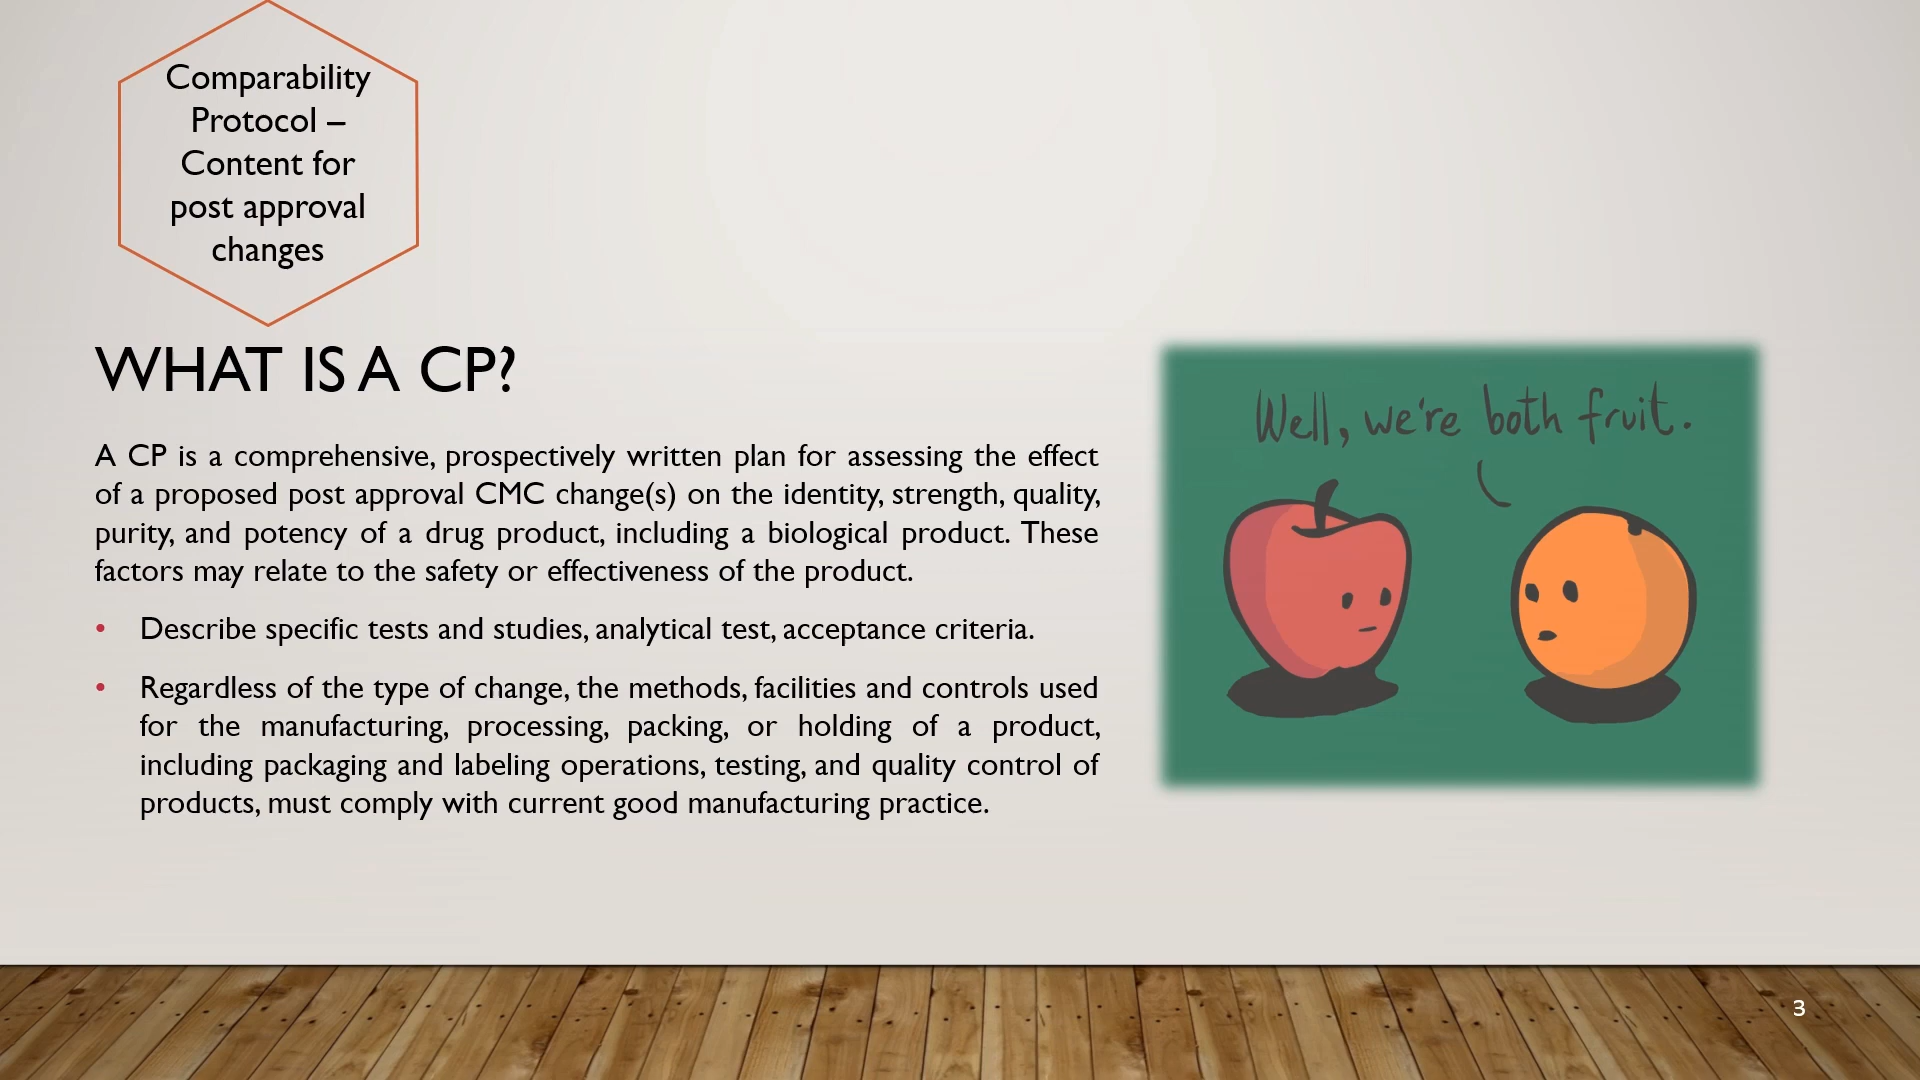 Comparability
Protocol –
Content for
post approval
changes
WHAT IS A CP?
A CP is a comprehensive, prospectively written plan for assessing the effect
of a proposed post approval CMC change(s) on the identity, strength, quality,
purity, and potency of a drug product, including a biological product. These
factors may relate to the safety or effectiveness of the product.
• Describe specific tests and studies, analytical test, acceptance criteria.
• Regardless of the type of change, the methods, facilities and controls used
for the manufacturing, processing, packing, or holding of a product,
including packaging and labeling operations, testing, and quality control of
products, must comply with current good manufacturing practice.
Well, we're both fruit.
3